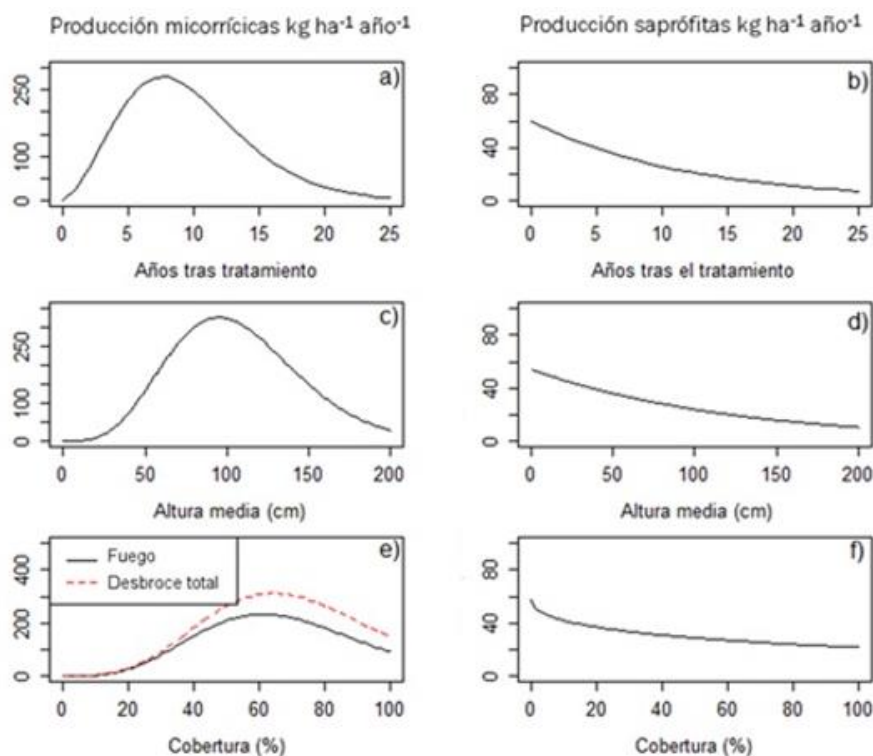 Producción micorrícicas kg ha⁻¹ año⁻¹
Producción saprófitas kg ha⁻¹ año⁻¹
a)
250
100
0
0 5 10 15 20 25
Años tras tratamiento
b)
80
40
0
0 5 10 15 20 25
Años tras el tratamiento
c)
250
100
0
0 50 100 150 200
Altura media (cm)
d)
80
40
0
0 50 100 150 200
Altura media (cm)
e)
Fuego
Desbroce total
400
200
0
0 20 40 60 80 100
Cobertura (%)
f)
80
40
0
0 20 40 60 80 100
Cobertura (%)